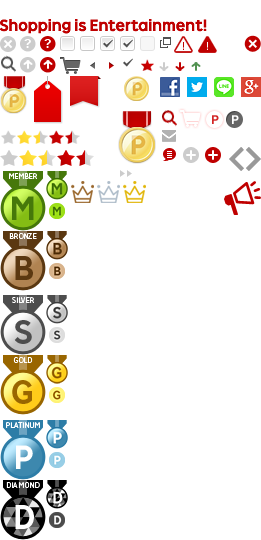 Shopping is Entertainment!
P
P
f
LINE
g+
P
P
P
MEMBER
M
M
M
BRONZE
B
B
B
SILVER
S
S
S
GOLD
G
G
G
PLATINUM
P
P
P
DIAMOND
D
D
D